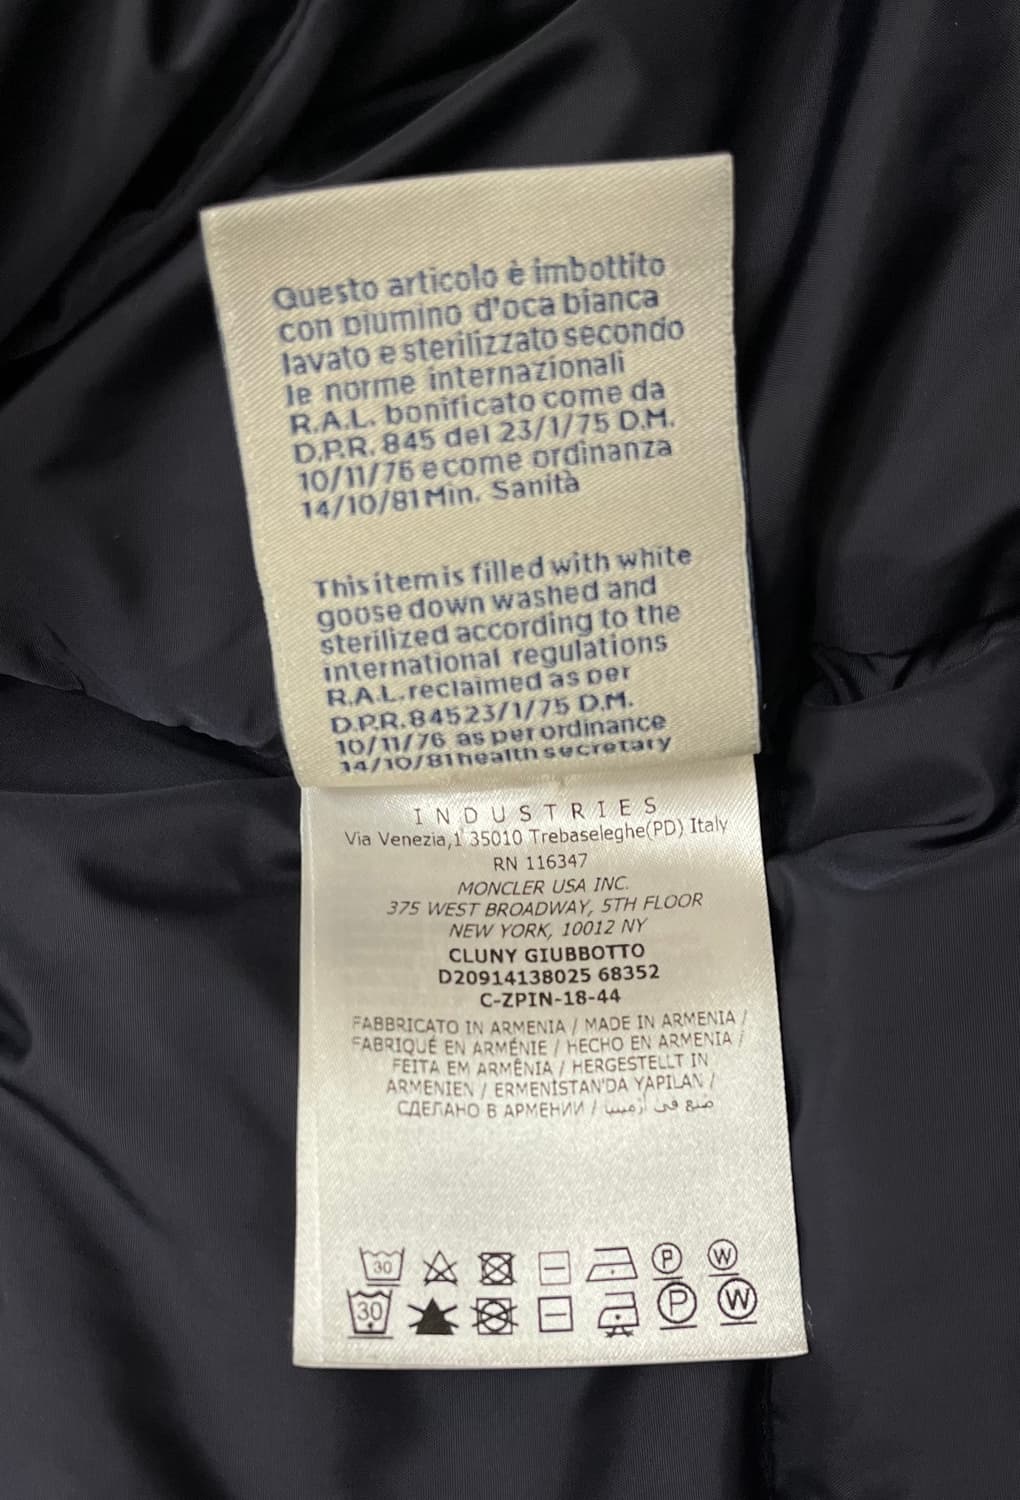 Questo articolo è imbottito
con piumino d'oca bianca
lavato e sterilizzato secondo
le norme internazionali
R.A.L. bonificato come da
D.P.R. 845 del 23/1/75 D.M.
10/11/76 e come ordinanza
14/10/81 Min. Sanità
This item is filled with white
goose down washed and
sterilized according to the
international regulations
R.A.L. reclaimed as per
D.P.R. 845 23/1/75 D.M.
10/11/76 as per ordinance
14/10/81 health secretary
INDUSTRIES
Via Venezia,1 35010 Trebaseleghe(PD) Italy
RN 116347
MONCLER USA INC.
375 WEST BROADWAY, 5TH FLOOR
NEW YORK, 10012 NY
CLUNY GIUBBOTTO
D20914138025 68352
C-ZPIN-18-44
FABBRICATO IN ARMENIA / MADE IN ARMENIA /
FABRIQUÉ EN ARMÉNIE / HECHO EN ARMENIA /
FEITA EM ARMÊNIA / HERGESTELLT IN
ARMENIEN / ERMENİSTAN'DA YAPILAN /
СДЕЛАНО В АРМЕНИИ / صنع في أرمينيا
30 P W
30 P W